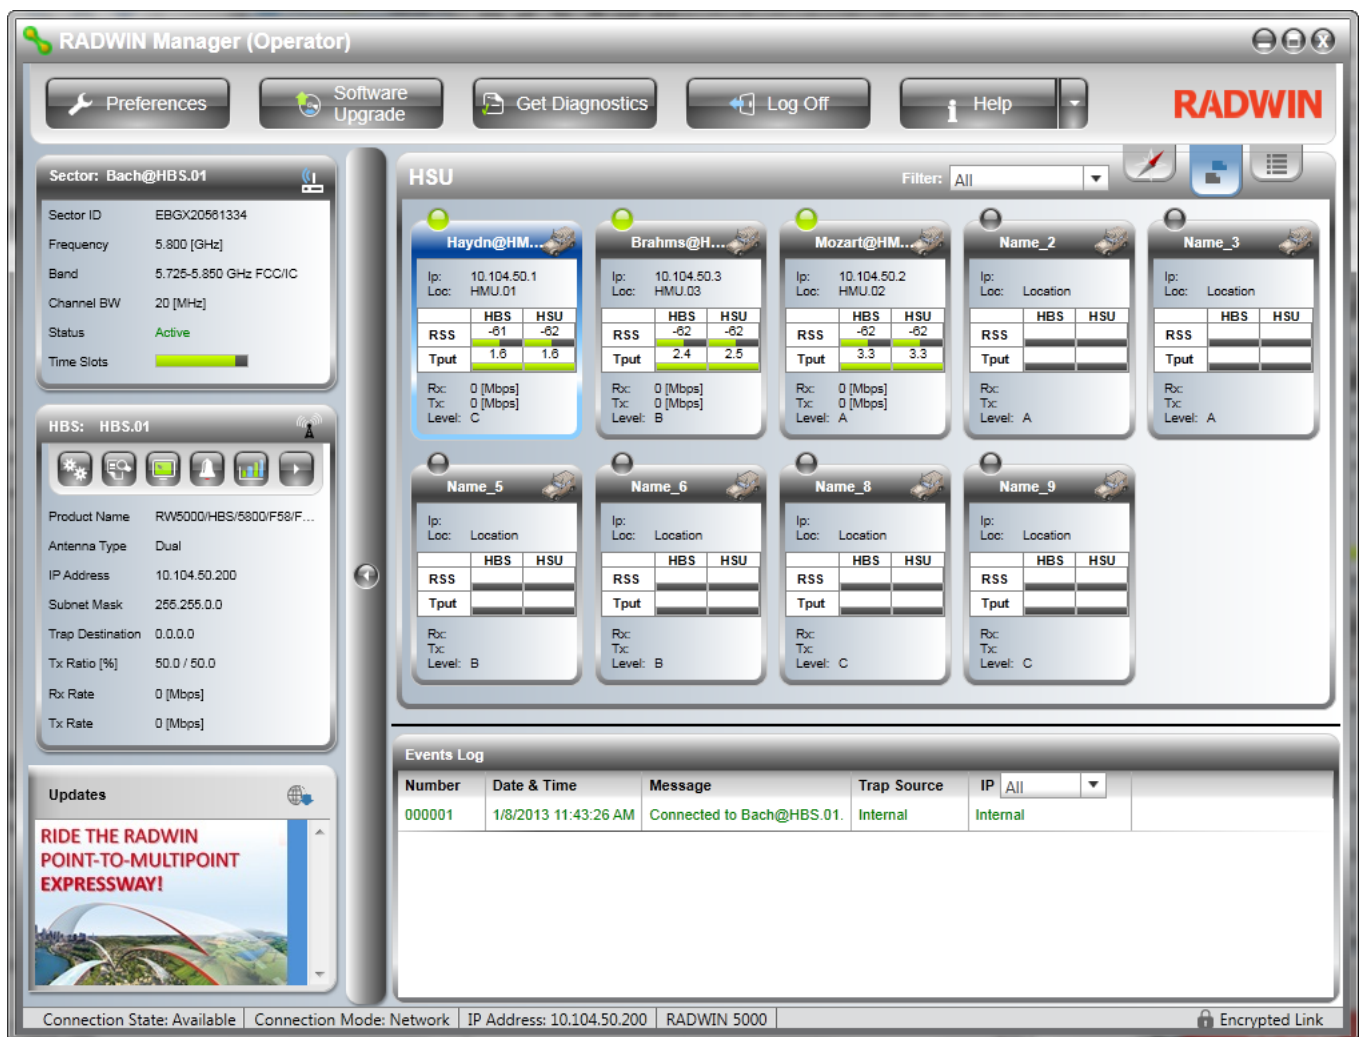 RADWIN Manager (Operator)
Preferences
Software Upgrade
Get Diagnostics
Log Off
Help
RADWIN
Sector: Bach@HBS.01
Sector ID EBGX20561334
Frequency 5.800 [GHz]
Band 5.725-5.850 GHz FCC/IC
Channel BW 20 [MHz]
Status Active
Time Slots
HBS: HBS.01
Product Name RW5000/HBS/5800/F58/F...
Antenna Type Dual
IP Address 10.104.50.200
Subnet Mask 255.255.0.0
Trap Destination 0.0.0.0
Tx Ratio [%] 50.0 / 50.0
Rx Rate 0 [Mbps]
Tx Rate 0 [Mbps]
Updates
RIDE THE RADWIN
POINT-TO-MULTIPOINT
EXPRESSWAY!
HSU
Filter: All
Haydn@HM...
Ip: 10.104.50.1
Loc: HMU.01
HBS HSU
RSS -61 -62
Tput 1.6 1.6
Rx: 0 [Mbps]
Tx: 0 [Mbps]
Level: C
Brahms@H...
Ip: 10.104.50.3
Loc: HMU.03
HBS HSU
RSS -62 -62
Tput 2.4 2.5
Rx: 0 [Mbps]
Tx: 0 [Mbps]
Level: B
Mozart@HM...
Ip: 10.104.50.2
Loc: HMU.02
HBS HSU
RSS -62 -62
Tput 3.3 3.3
Rx: 0 [Mbps]
Tx: 0 [Mbps]
Level: A
Name_2
Ip:
Loc: Location
HBS HSU
RSS
Tput
Rx:
Tx:
Level: A
Name_3
Ip:
Loc: Location
HBS HSU
RSS
Tput
Rx:
Tx:
Level: A
Name_5
Ip:
Loc: Location
HBS HSU
RSS
Tput
Rx:
Tx:
Level: B
Name_6
Ip:
Loc: Location
HBS HSU
RSS
Tput
Rx:
Tx:
Level: B
Name_8
Ip:
Loc: Location
HBS HSU
RSS
Tput
Rx:
Tx:
Level: C
Name_9
Ip:
Loc: Location
HBS HSU
RSS
Tput
Rx:
Tx:
Level: C
Events Log
Number Date & Time Message Trap Source IP All
000001 1/8/2013 11:43:26 AM Connected to Bach@HBS.01. Internal Internal
Connection State: Available Connection Mode: Network IP Address: 10.104.50.200 RADWIN 5000 Encrypted Link